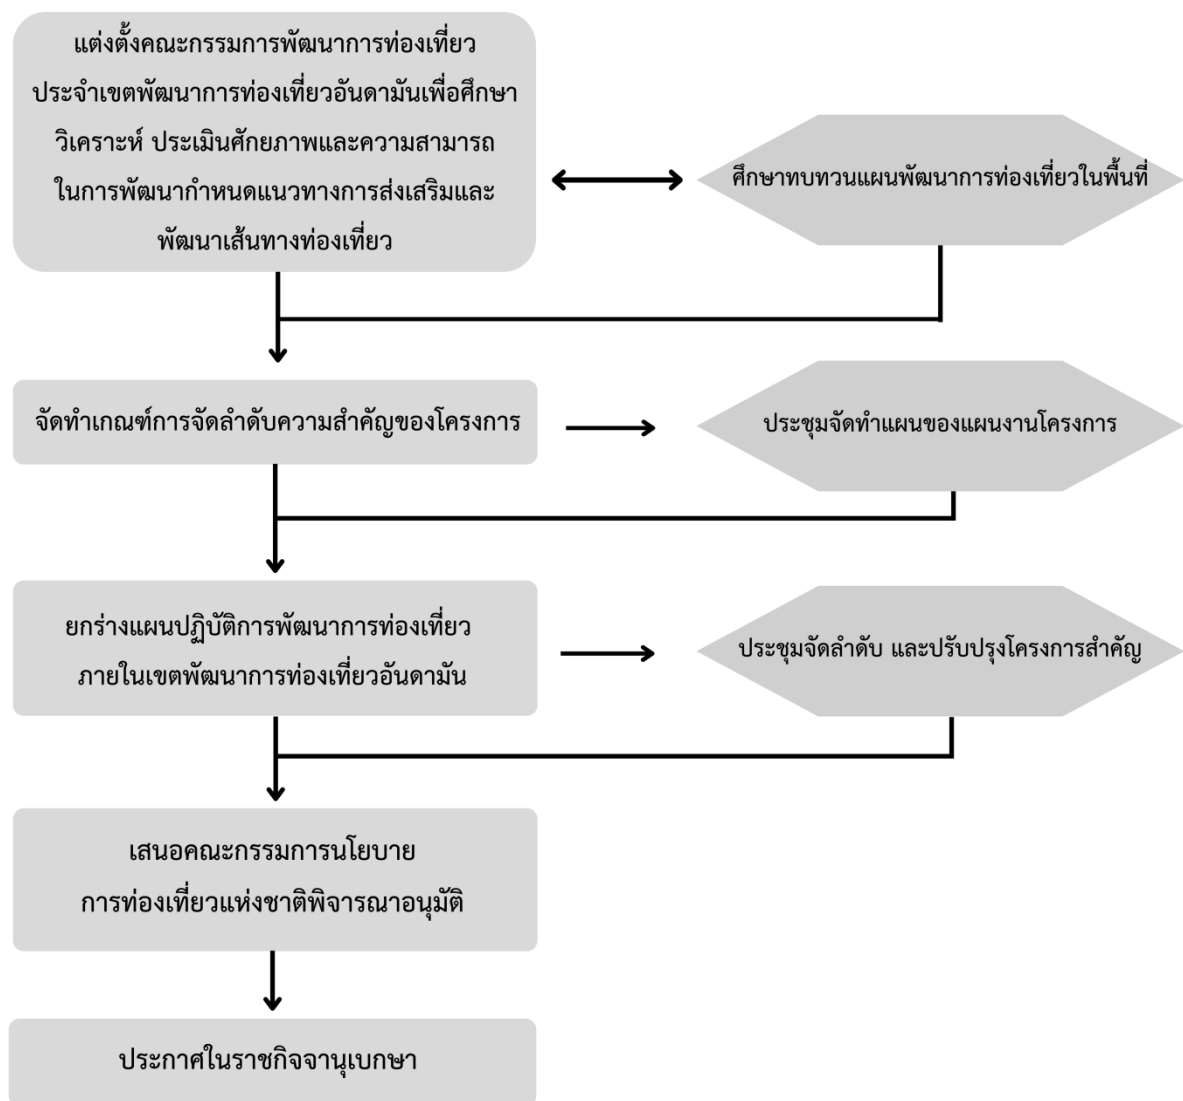 แต่งตั้งคณะกรรมการพัฒนาการท่องเที่ยว
ประจำเขตพัฒนาการท่องเที่ยวอันดามันเพื่อศึกษา
วิเคราะห์ ประเมินศักยภาพและความสามารถ
ในการพัฒนากำหนดแนวทางการส่งเสริมและ
พัฒนาเส้นทางท่องเที่ยว
ศึกษาทบทวนแผนพัฒนาการท่องเที่ยวในพื้นที่
จัดทำเกณฑ์การจัดลำดับความสำคัญของโครงการ
ประชุมจัดทำแผนของแผนงานโครงการ
ยกร่างแผนปฏิบัติการพัฒนาการท่องเที่ยว
ภายในเขตพัฒนาการท่องเที่ยวอันดามัน
ประชุมจัดลำดับ และปรับปรุงโครงการสำคัญ
เสนอคณะกรรมการนโยบาย
การท่องเที่ยวแห่งชาติพิจารณาอนุมัติ
ประกาศในราชกิจจานุเบกษา